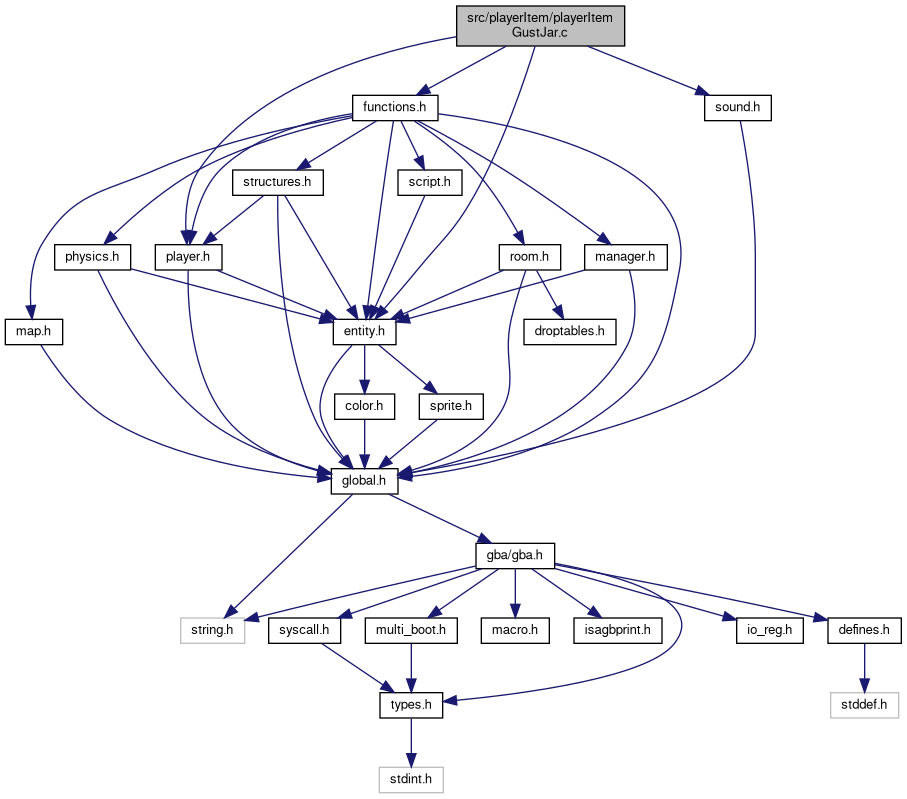 src/playerItem/playerItem
GustJar.c
functions.h
sound.h
structures.h
script.h
physics.h
player.h
room.h
manager.h
map.h
entity.h
droptables.h
color.h
sprite.h
global.h
gba/gba.h
string.h
syscall.h
multi_boot.h
macro.h
isagbprint.h
io_reg.h
defines.h
types.h
stddef.h
stdint.h